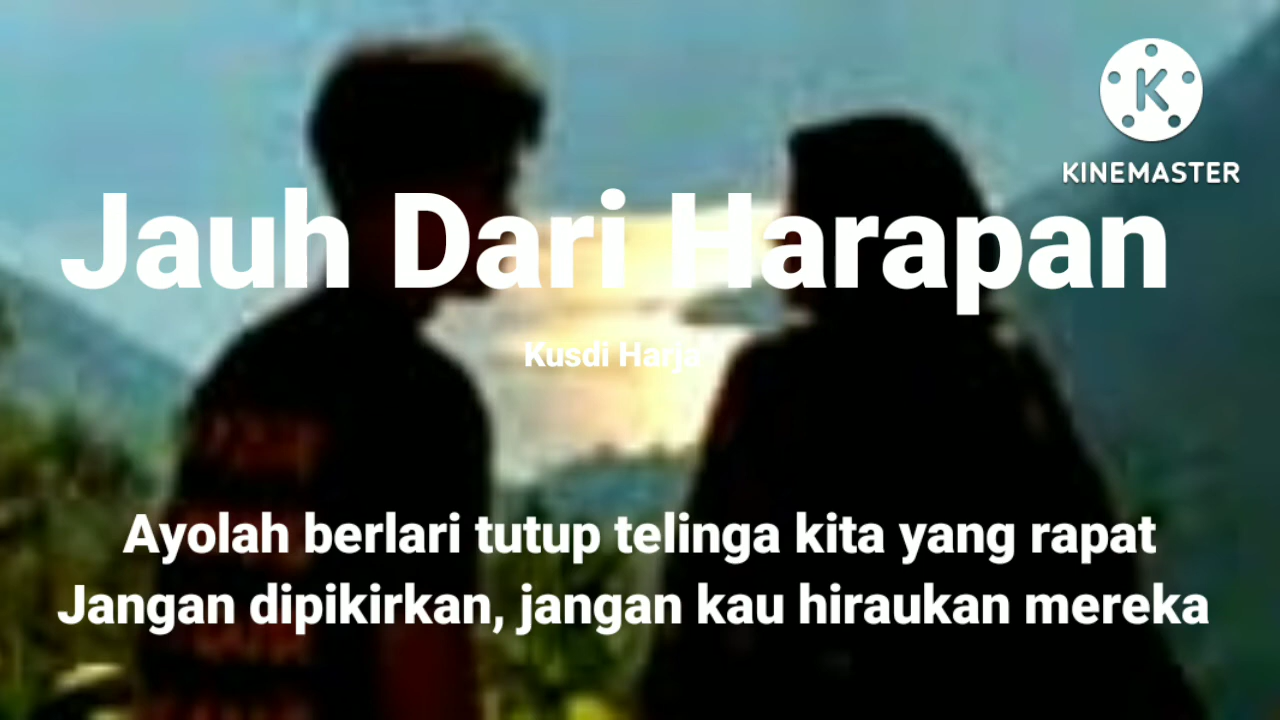 KINEMASTER
Jauh Dari Harapan
Kusdi Harja
Ayolah berlari tutup telinga kita yang rapat
Jangan dipikirkan, jangan kau hiraukan mereka